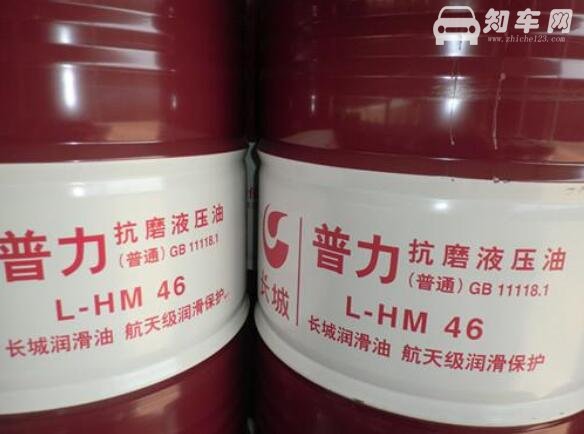 知车网
www.zhiche123.com
普力 抗磨液压油
(普通) GB 11118.1
L-HM 46
长城润滑油 航天级润滑保护
长城
普力 抗磨液压油
(普通) GB 11118.1
L-HM 46
长城润滑油 航天级润滑保护